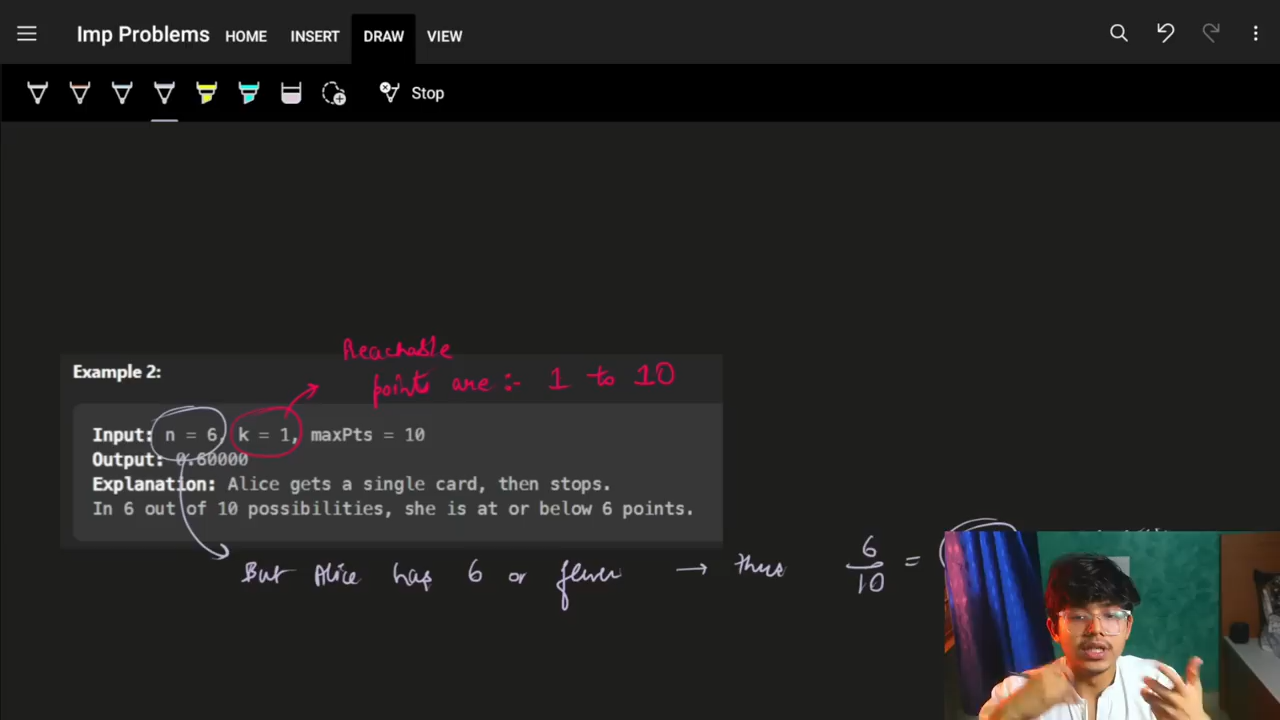 Imp Problems HOME INSERT DRAW VIEW
Stop
Reachable
points are :- 1 to 10
Example 2:
Input: n = 6, k = 1, maxPts = 10
Output: 0.60000
Explanation: Alice gets a single card, then stops.
In 6 out of 10 possibilities, she is at or below 6 points.
But Alice has 6 or fewer → thus 6/10 =